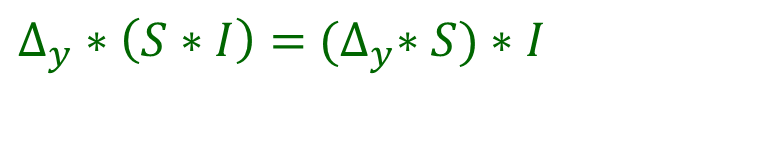 Δ_y * (S * I) = (Δ_y * S) * I